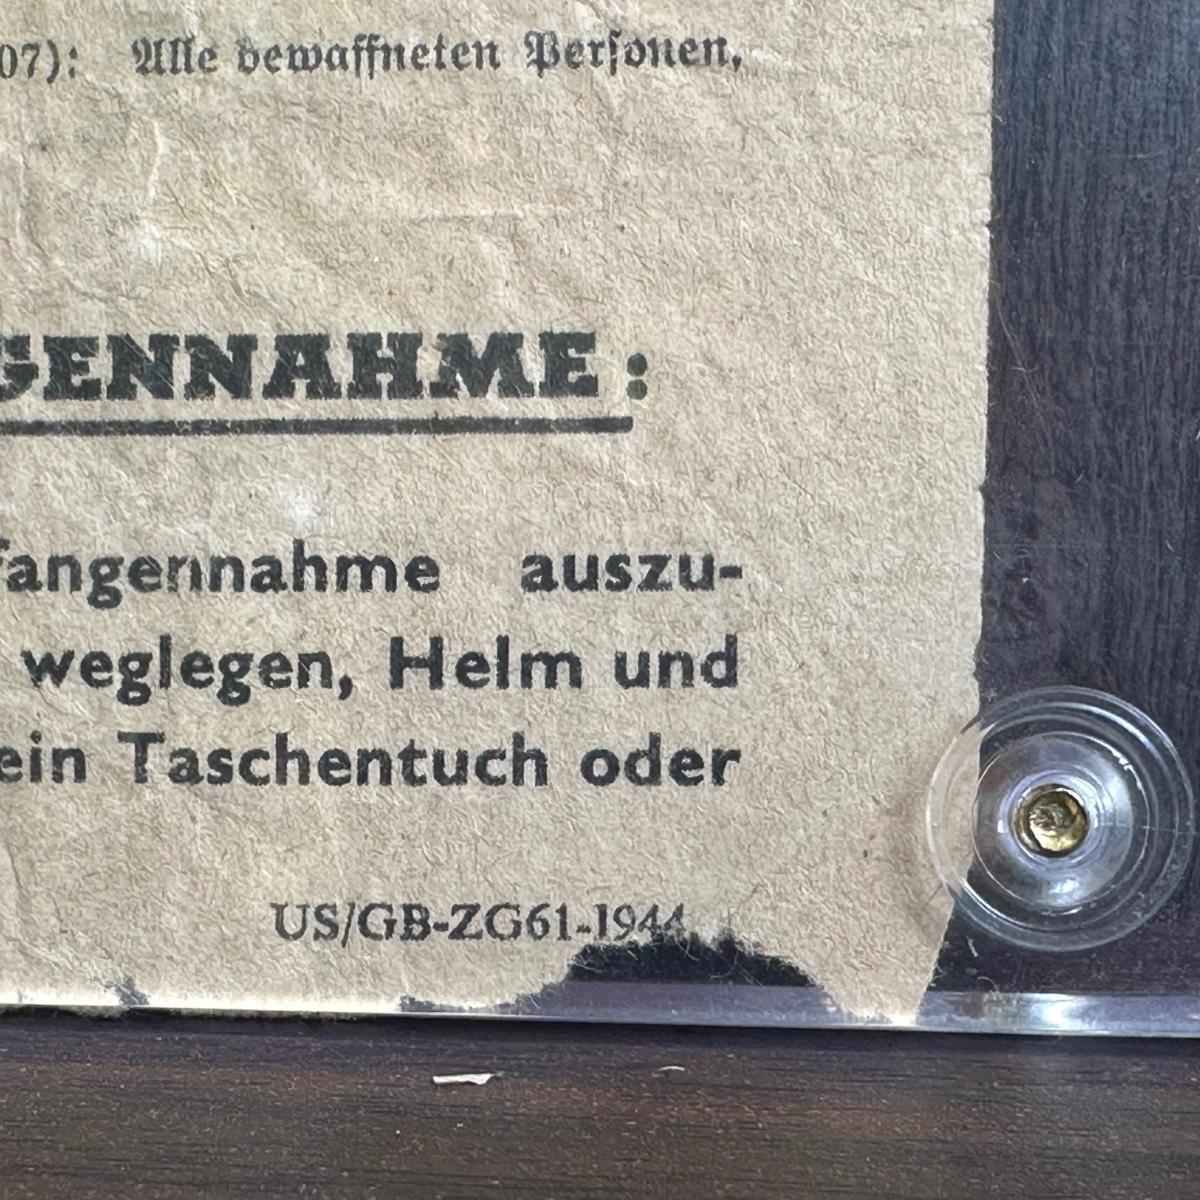 07): Alle bewaffneten Personen,
GENNAHME:
fangennahme auszu-
weglegen, Helm und
ein Taschentuch oder
US/GB-ZG61-1944